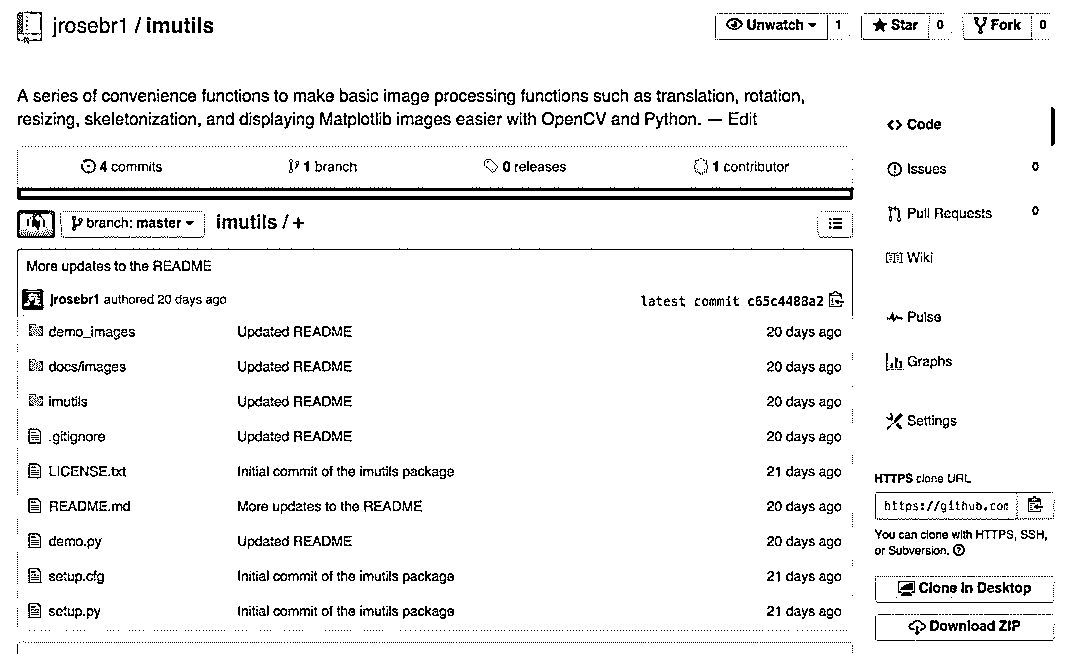 jrosebr1 / imutils
Unwatch 1 Star 0 Fork 0
A series of convenience functions to make basic image processing functions such as translation, rotation,
resizing, skeletonization, and displaying Matplotlib images easier with OpenCV and Python. — Edit
4 commits 1 branch 0 releases 1 contributor
branch: master imutils / +
More updates to the README
jrosebr1 authored 20 days ago latest commit c65c4488a2
demo_images Updated README 20 days ago
docs/images Updated README 20 days ago
imutils Updated README 20 days ago
.gitignore Updated README 20 days ago
LICENSE.txt Initial commit of the imutils package 21 days ago
README.md More updates to the README 20 days ago
demo.py Updated README 20 days ago
setup.cfg Initial commit of the imutils package 21 days ago
setup.py Initial commit of the imutils package 21 days ago
<> Code
Issues 0
Pull Requests 0
Wiki
Pulse
Graphs
Settings
HTTPS clone URL
https://github.com
You can clone with HTTPS, SSH,
or Subversion.
Clone in Desktop
Download ZIP